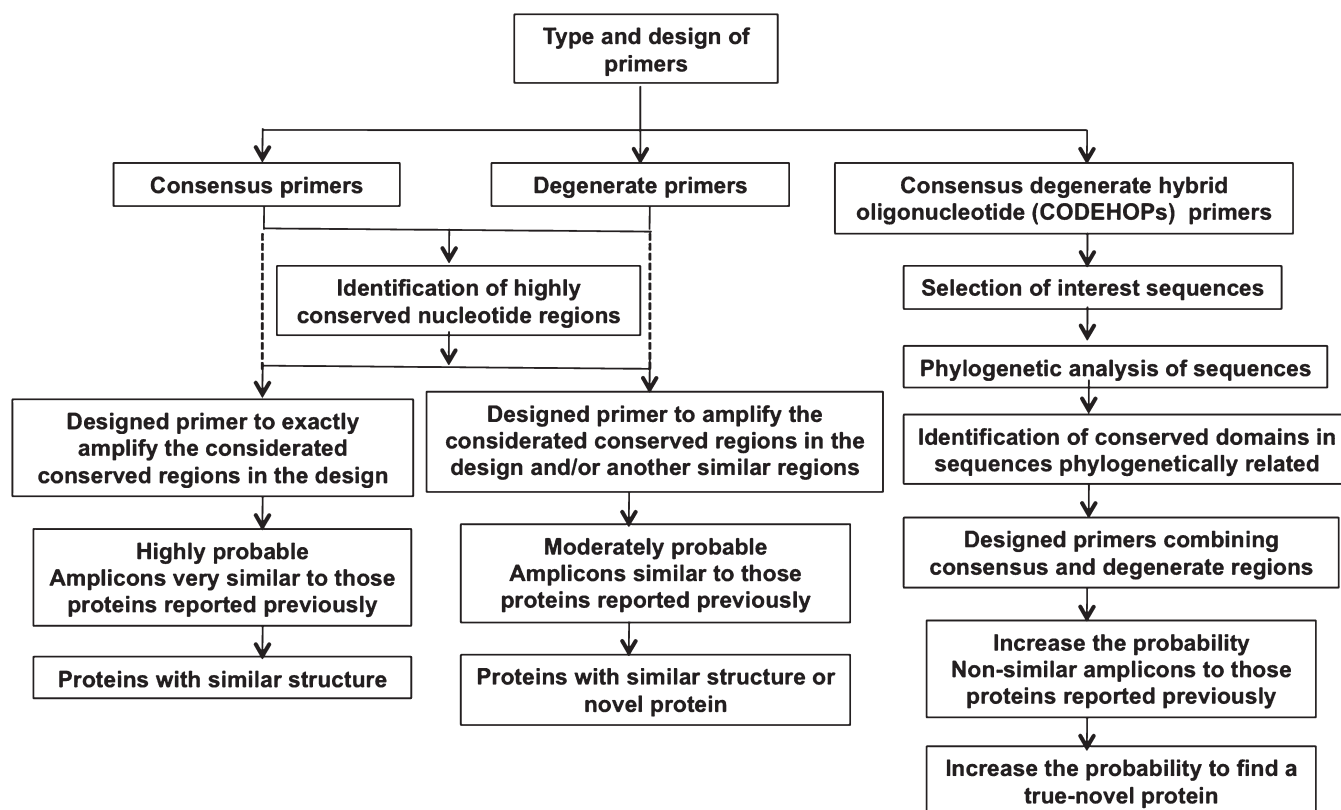 Type and design of
primers
Consensus primers
Degenerate primers
Consensus degenerate hybrid
oligonucleotide (CODEHOPs) primers
Identification of highly
conserved nucleotide regions
Selection of interest sequences
Phylogenetic analysis of sequences
Designed primer to exactly
amplify the considerated
conserved regions in the design
Designed primer to amplify the
considerated conserved regions in the
design and/or another similar regions
Identification of conserved domains in
sequences phylogenetically related
Highly probable
Amplicons very similar to those
proteins reported previously
Moderately probable
Amplicons similar to those
proteins reported previously
Designed primers combining
consensus and degenerate regions
Proteins with similar structure
Proteins with similar structure or
novel protein
Increase the probability
Non-similar amplicons to those
proteins reported previously
Increase the probability to find a
true-novel protein